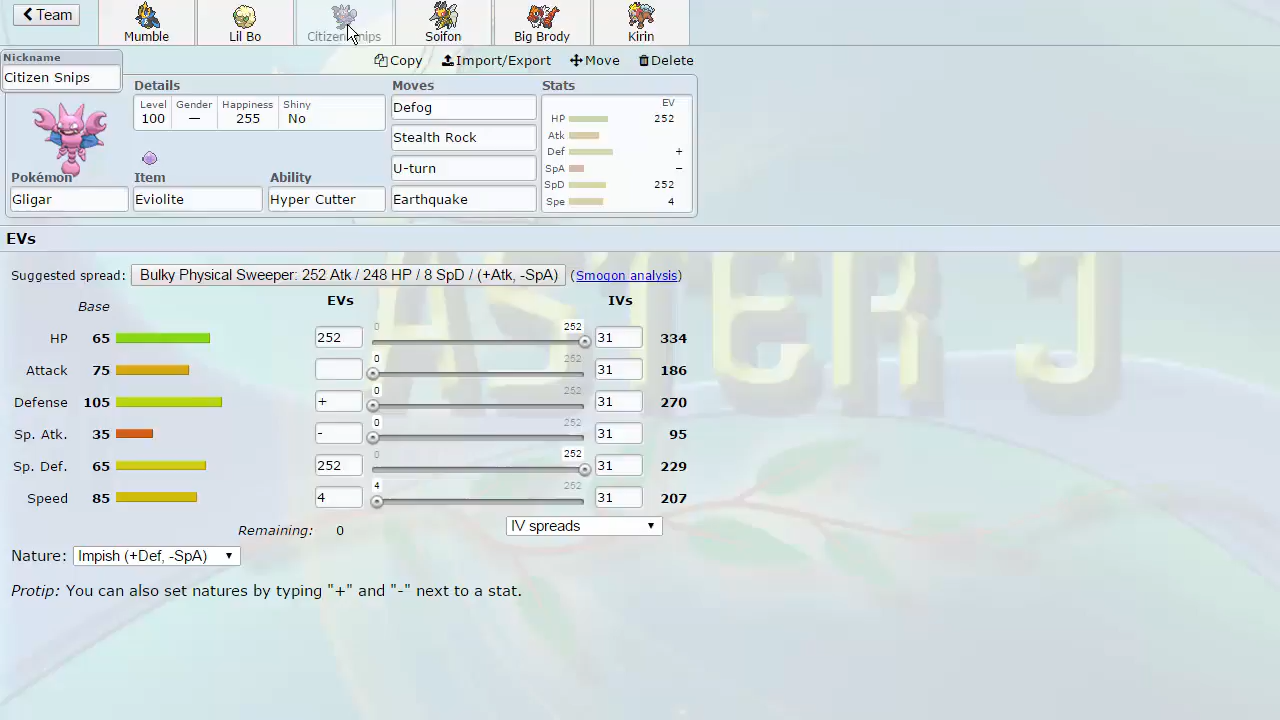 Team
Mumble
Lil Bo
Citizen Snips
Soifon
Big Brody
Kirin
Copy
Import/Export
Move
Delete
Nickname
Citizen Snips
Details
Level
Gender
Happiness
Shiny
100
—
255
No
Pokémon
Gligar
Item
Eviolite
Ability
Hyper Cutter
Moves
Defog
Stealth Rock
U-turn
Earthquake
Stats
EV
HP 252
Atk
Def +
SpA −
SpD 252
Spe 4
EVs
Suggested spread: Bulky Physical Sweeper: 252 Atk / 248 HP / 8 SpD / (+Atk, -SpA) (Smogon analysis)
Base EVs IVs
HP 65 252 0 252 31 334
Attack 75 0 252 31 186
Defense 105 + 0 252 31 270
Sp. Atk. 35 - 0 252 31 95
Sp. Def. 65 252 0 252 31 229
Speed 85 4 4 252 31 207
Remaining: 0 IV spreads
Nature: Impish (+Def, -SpA)
Protip: You can also set natures by typing "+" and "-" next to a stat.
ASTER J